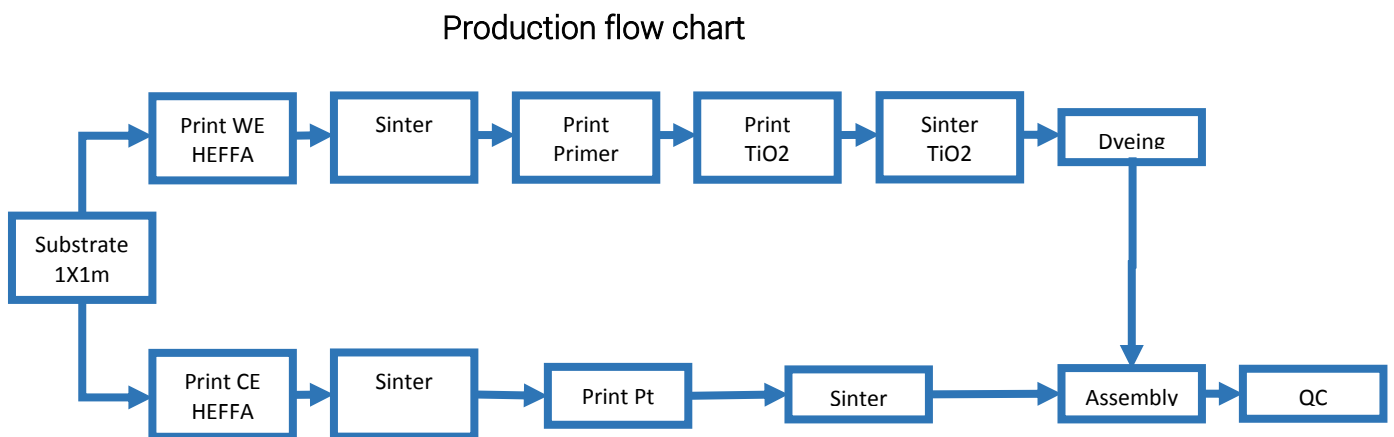 Production flow chart
Print WE
HEFFA
Sinter
Print
Primer
Print
TiO2
Sinter
TiO2
Dyeing
Substrate
1X1m
Print CE
HEFFA
Sinter
Print Pt
Sinter
Assembly
QC